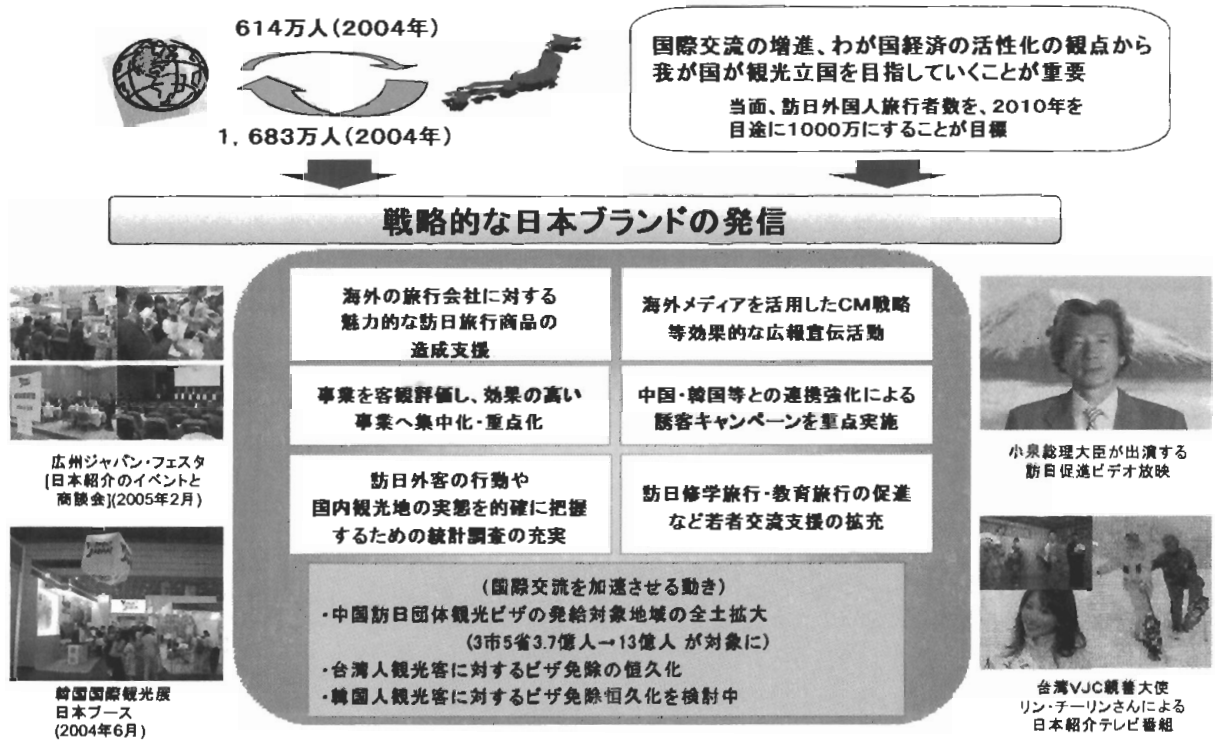 614万人(2004年)
1,683万人(2004年)
国際交流の増進、わが国経済の活性化の観点から
我が国が観光立国を目指していくことが重要
当面、訪日外国人旅行者数を、2010年を
目途に1000万にすることが目標
戦略的な日本ブランドの発信
海外の旅行会社に対する
魅力的な訪日旅行商品の
造成支援
海外メディアを活用したCM戦略
等効果的な広報宣伝活動
事業を客観評価し、効果の高い
事業へ集中化・重点化
中国・韓国等との連携強化による
誘客キャンペーンを重点実施
訪日外客の行動や
国内観光地の実態を的確に把握
するための統計調査の充実
訪日修学旅行・教育旅行の促進
など若者交流支援の拡充
(国際交流を加速させる動き)
・中国訪日団体観光ビザの発給対象地域の全土拡大
(3市5省3.7億人→13億人 が対象に)
・台湾人観光客に対するビザ免除の恒久化
・韓国人観光客に対するビザ免除恒久化を検討中
広州ジャパン・フェスタ
[日本紹介のイベントと
商談会](2005年2月)
韓国国際観光展
日本ブース
(2004年6月)
小泉総理大臣が出演する
訪日促進ビデオ放映
台湾VJC親善大使
リン・チーリンさんによる
日本紹介テレビ番組